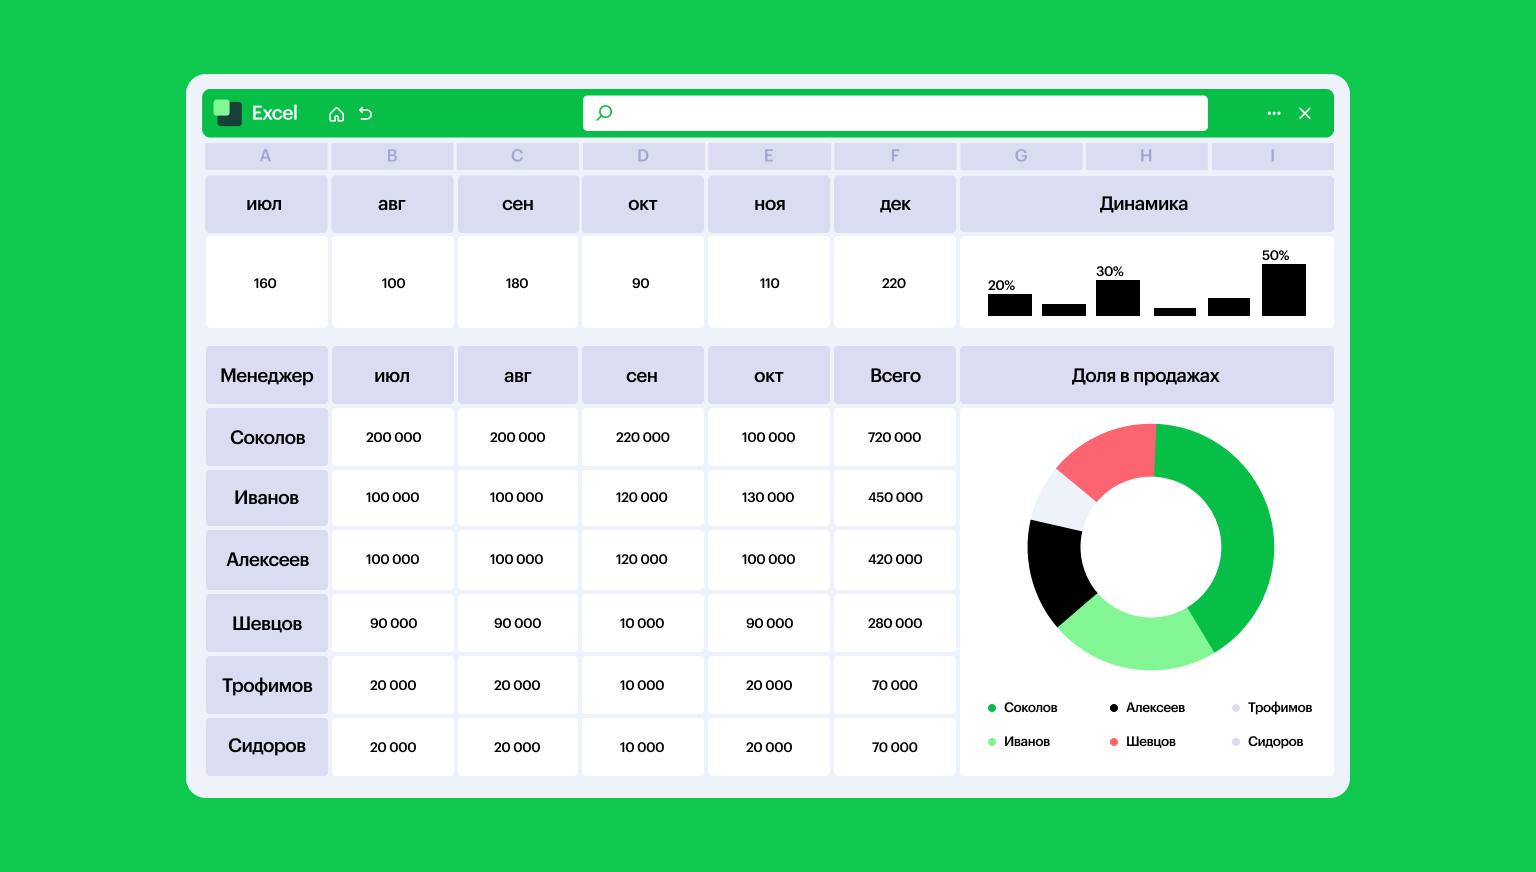 Excel
A B C D E F G H I
июл авг сен окт ноя дек Динамика
160 100 180 90 110 220
20% 30% 50%
Менеджер июл авг сен окт Всего Доля в продажах
Соколов 200 000 200 000 220 000 100 000 720 000
Иванов 100 000 100 000 120 000 130 000 450 000
Алексеев 100 000 100 000 120 000 100 000 420 000
Шевцов 90 000 90 000 10 000 90 000 280 000
Трофимов 20 000 20 000 10 000 20 000 70 000
Сидоров 20 000 20 000 10 000 20 000 70 000
Соколов Алексеев Трофимов
Иванов Шевцов Сидоров